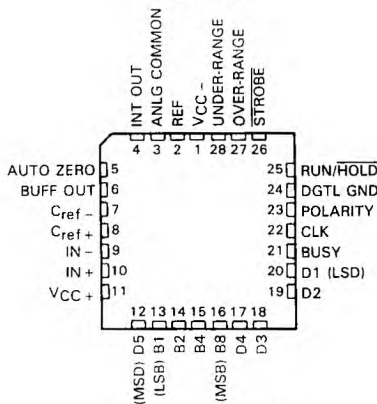 INT OUT
ANLG COMMON
REF
VCC −
UNDER-RANGE
OVER-RANGE
STROBE
4 3 2 1 28 27 26
AUTO ZERO 5
BUFF OUT 6
Cref − 7
Cref + 8
IN − 9
IN + 10
VCC + 11
25 RUN/HOLD
24 DGTL GND
23 POLARITY
22 CLK
21 BUSY
20 D1 (LSD)
19 D2
12 13 14 15 16 17 18
(MSD) D5
(LSB) B1
B2
B4
(MSB) B8
D4
D3